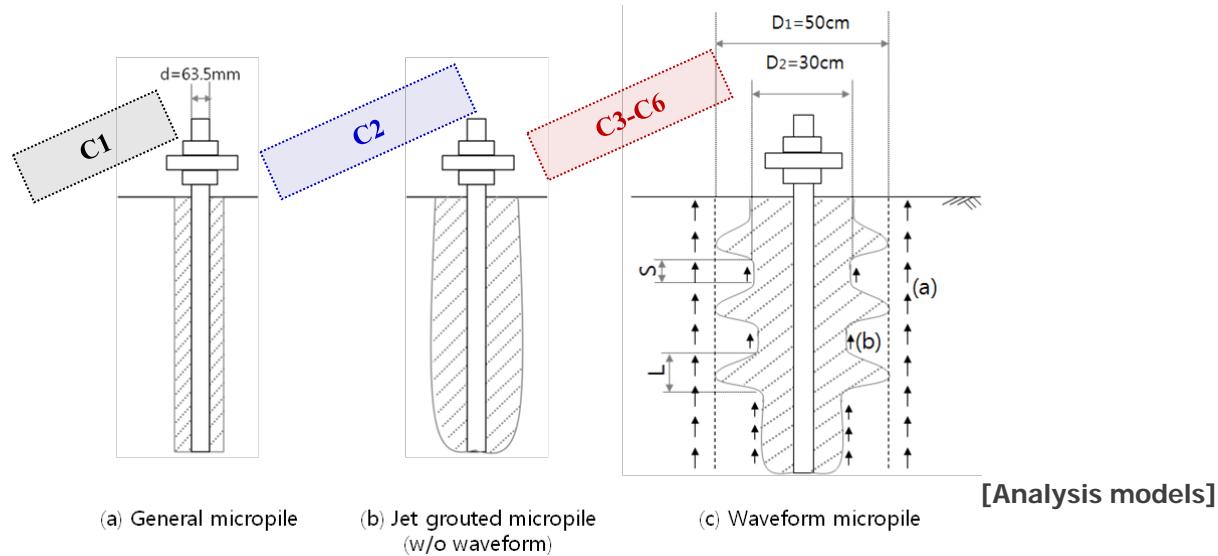 D1=50cm
D2=30cm
d=63.5mm
C1
C2
C3-C6
S
(a)
(b)
L
[Analysis models]
(a) General micropile
(b) Jet grouted micropile
(w/o waveform)
(c) Waveform micropile